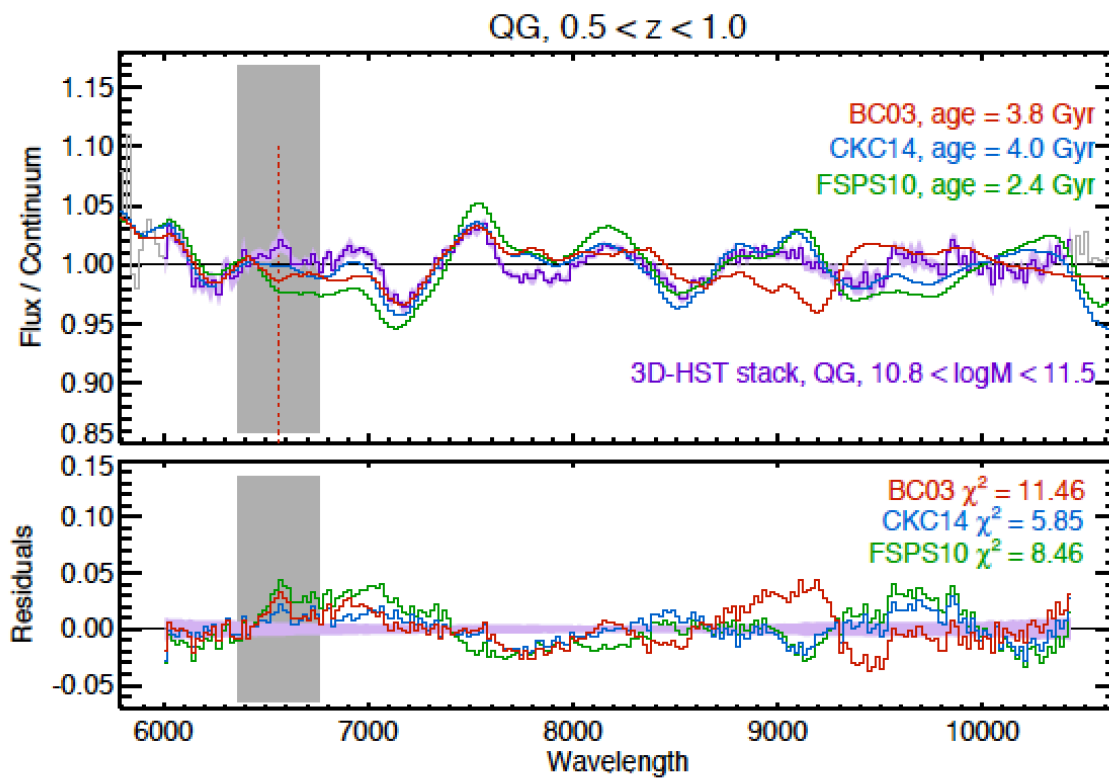 QG, 0.5 < z < 1.0
1.15
1.10
1.05
1.00
0.95
0.90
0.85
Flux / Continuum
BC03, age = 3.8 Gyr
CKC14, age = 4.0 Gyr
FSPS10, age = 2.4 Gyr
3D-HST stack, QG, 10.8 < logM < 11.5
0.15
0.10
0.05
0.00
-0.05
Residuals
BC03 χ² = 11.46
CKC14 χ² = 5.85
FSPS10 χ² = 8.46
6000 7000 8000 9000 10000
Wavelength